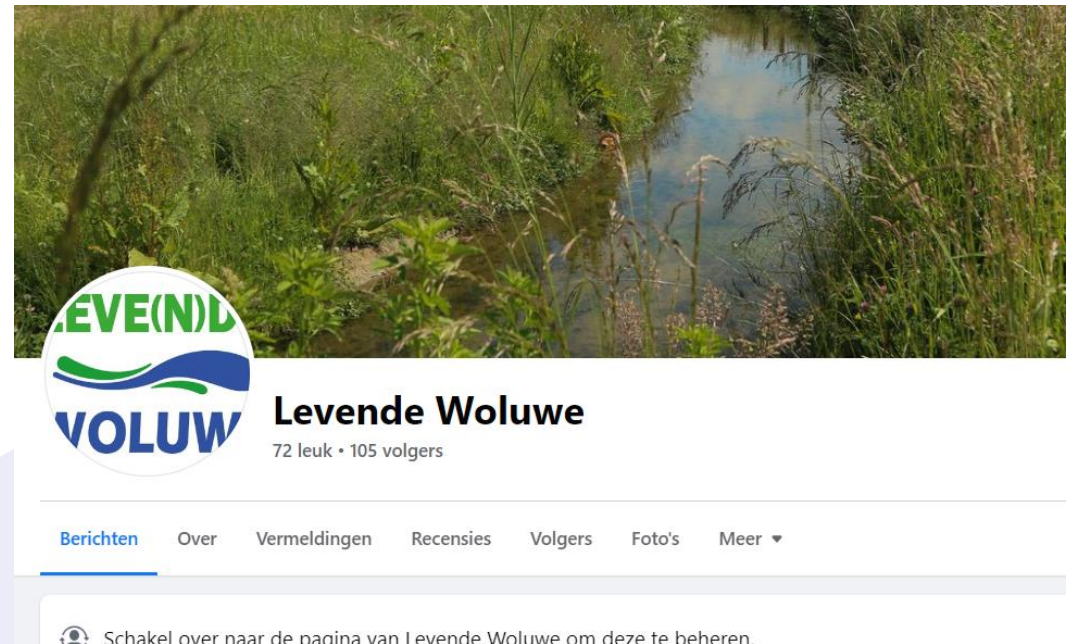 EVE(N)D
WOLUW
Levende Woluwe
72 leuk • 105 volgers
Berichten Over Vermeldingen Recensies Volgers Foto's Meer
Schakel over naar de pagina van Levende Woluwe om deze te beheren.